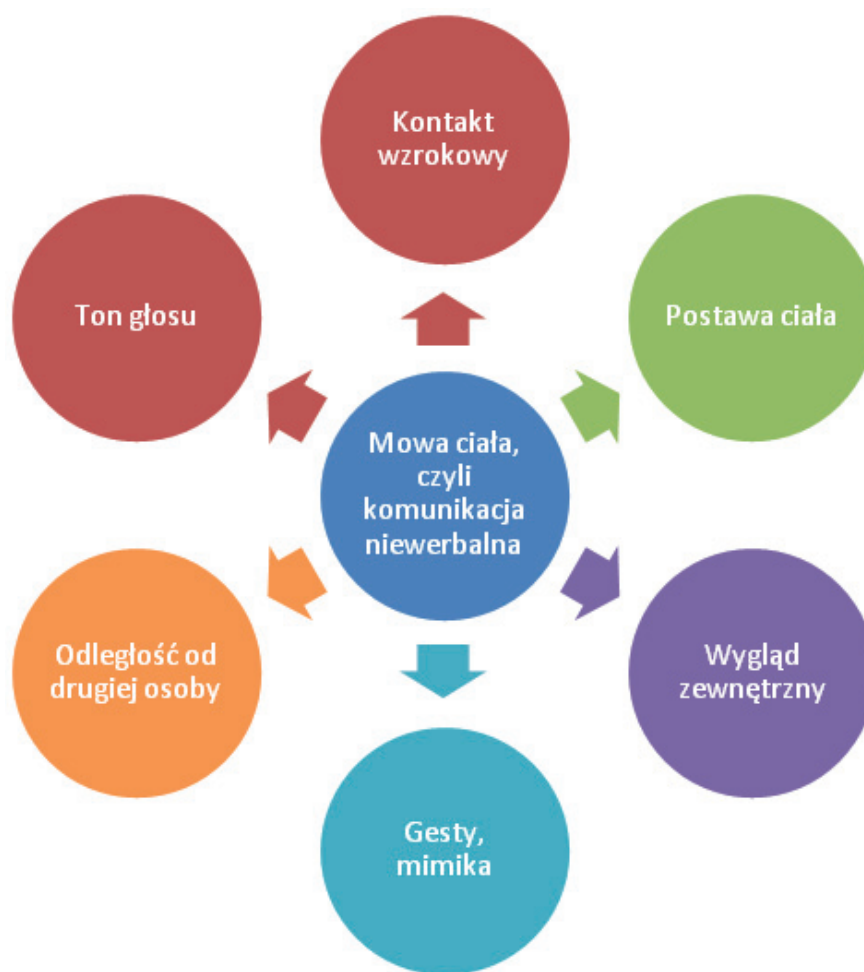 Kontakt
wzrokowy
Ton głosu
Postawa ciała
Mowa ciała,
czyli
komunikacja
niewerbalna
Odległość od
drugiej osoby
Wygląd
zewnętrzny
Gesty,
mimika